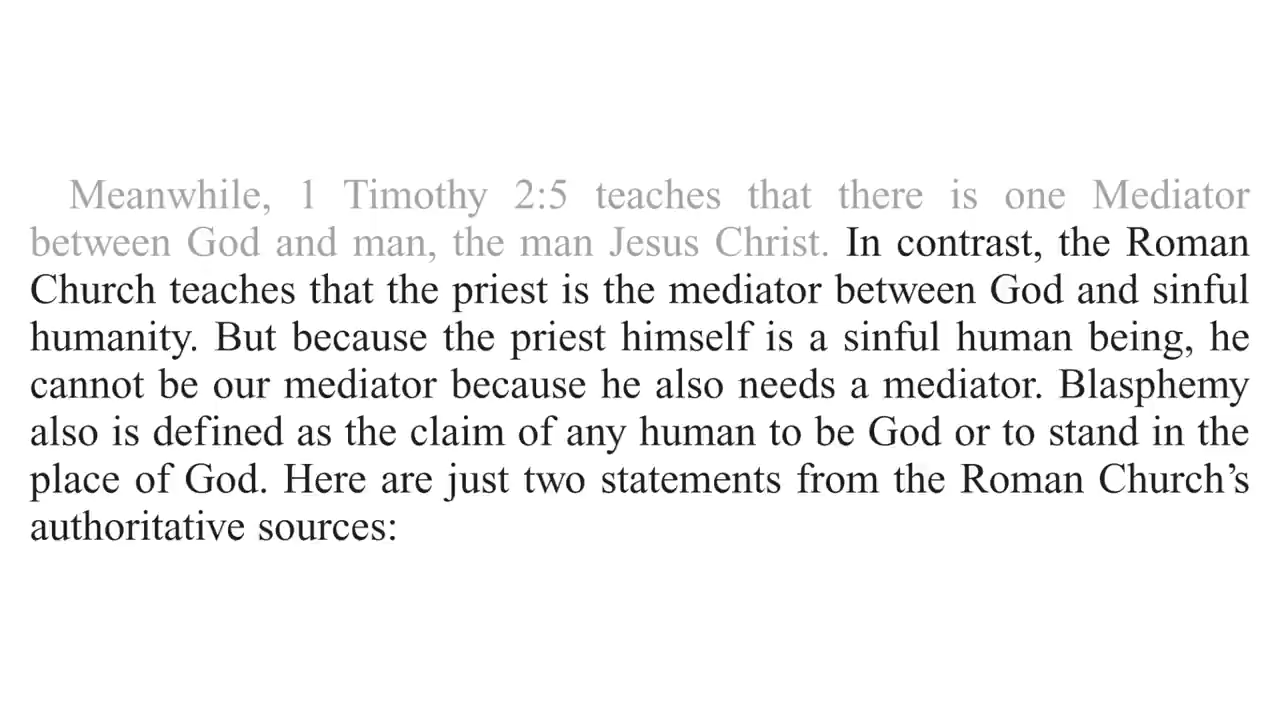 Meanwhile, 1 Timothy 2:5 teaches that there is one Mediator
between God and man, the man Jesus Christ. In contrast, the Roman
Church teaches that the priest is the mediator between God and sinful
humanity. But because the priest himself is a sinful human being, he
cannot be our mediator because he also needs a mediator. Blasphemy
also is defined as the claim of any human to be God or to stand in the
place of God. Here are just two statements from the Roman Church’s
authoritative sources: